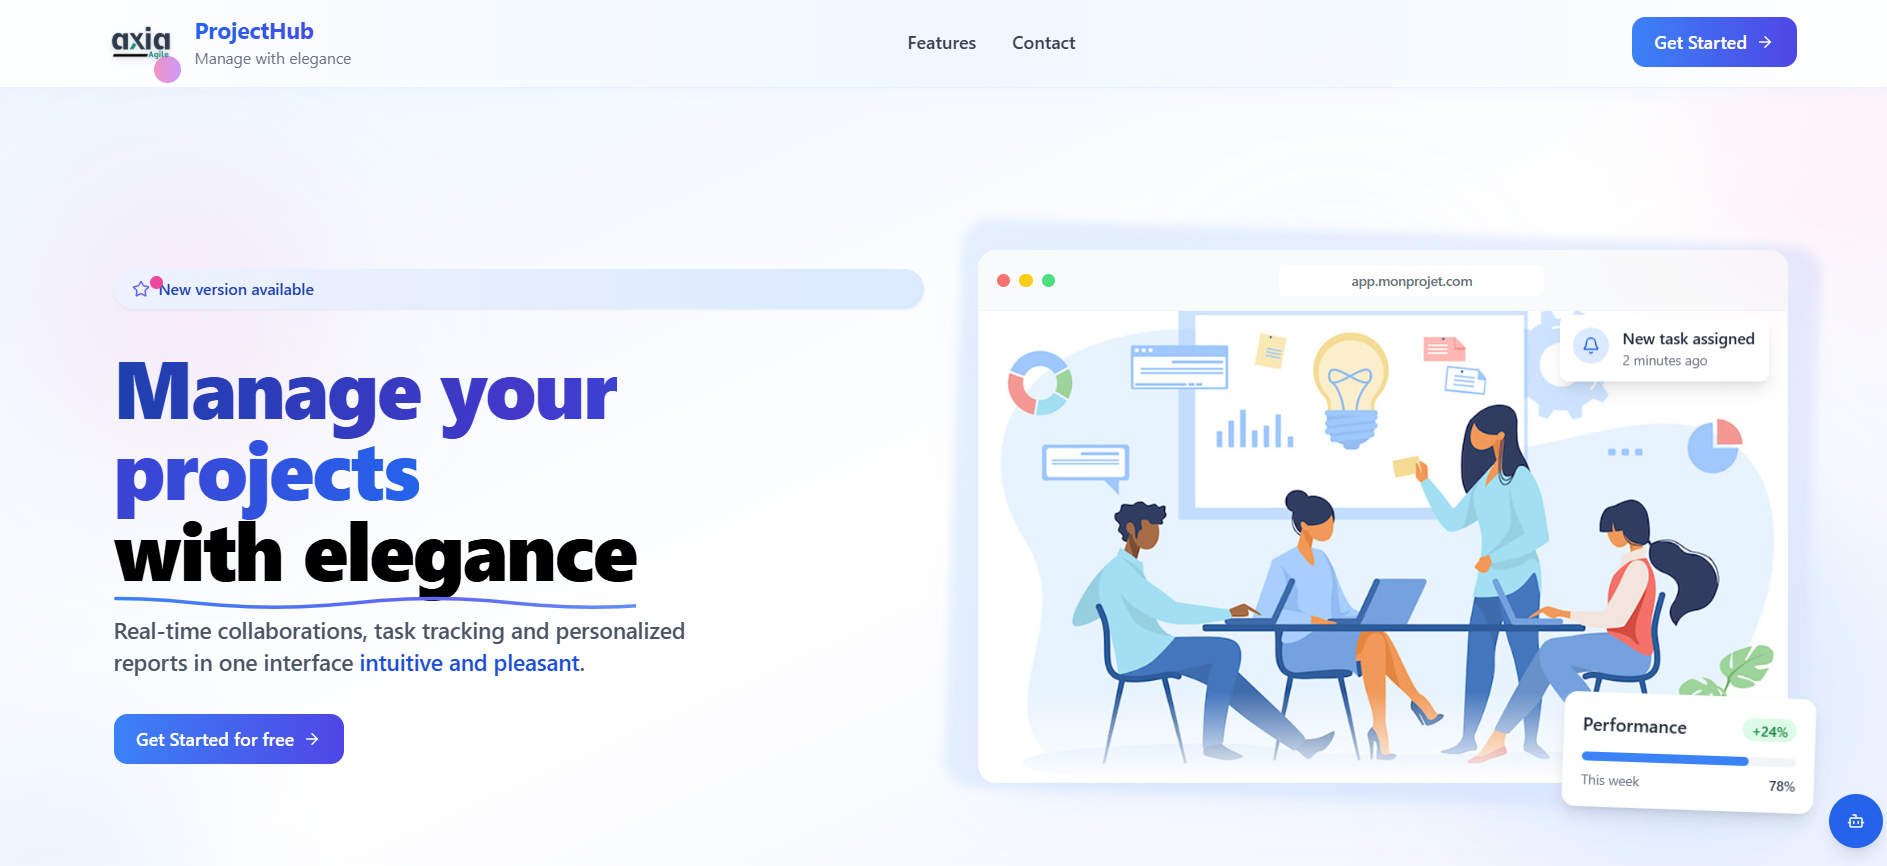 axia
Agile
ProjectHub
Manage with elegance
Features
Contact
Get Started
New version available
Manage your
projects
with elegance
Real-time collaborations, task tracking and personalized
reports in one interface intuitive and pleasant.
Get Started for free
app.monprojet.com
New task assigned
2 minutes ago
Performance
+24%
This week
78%